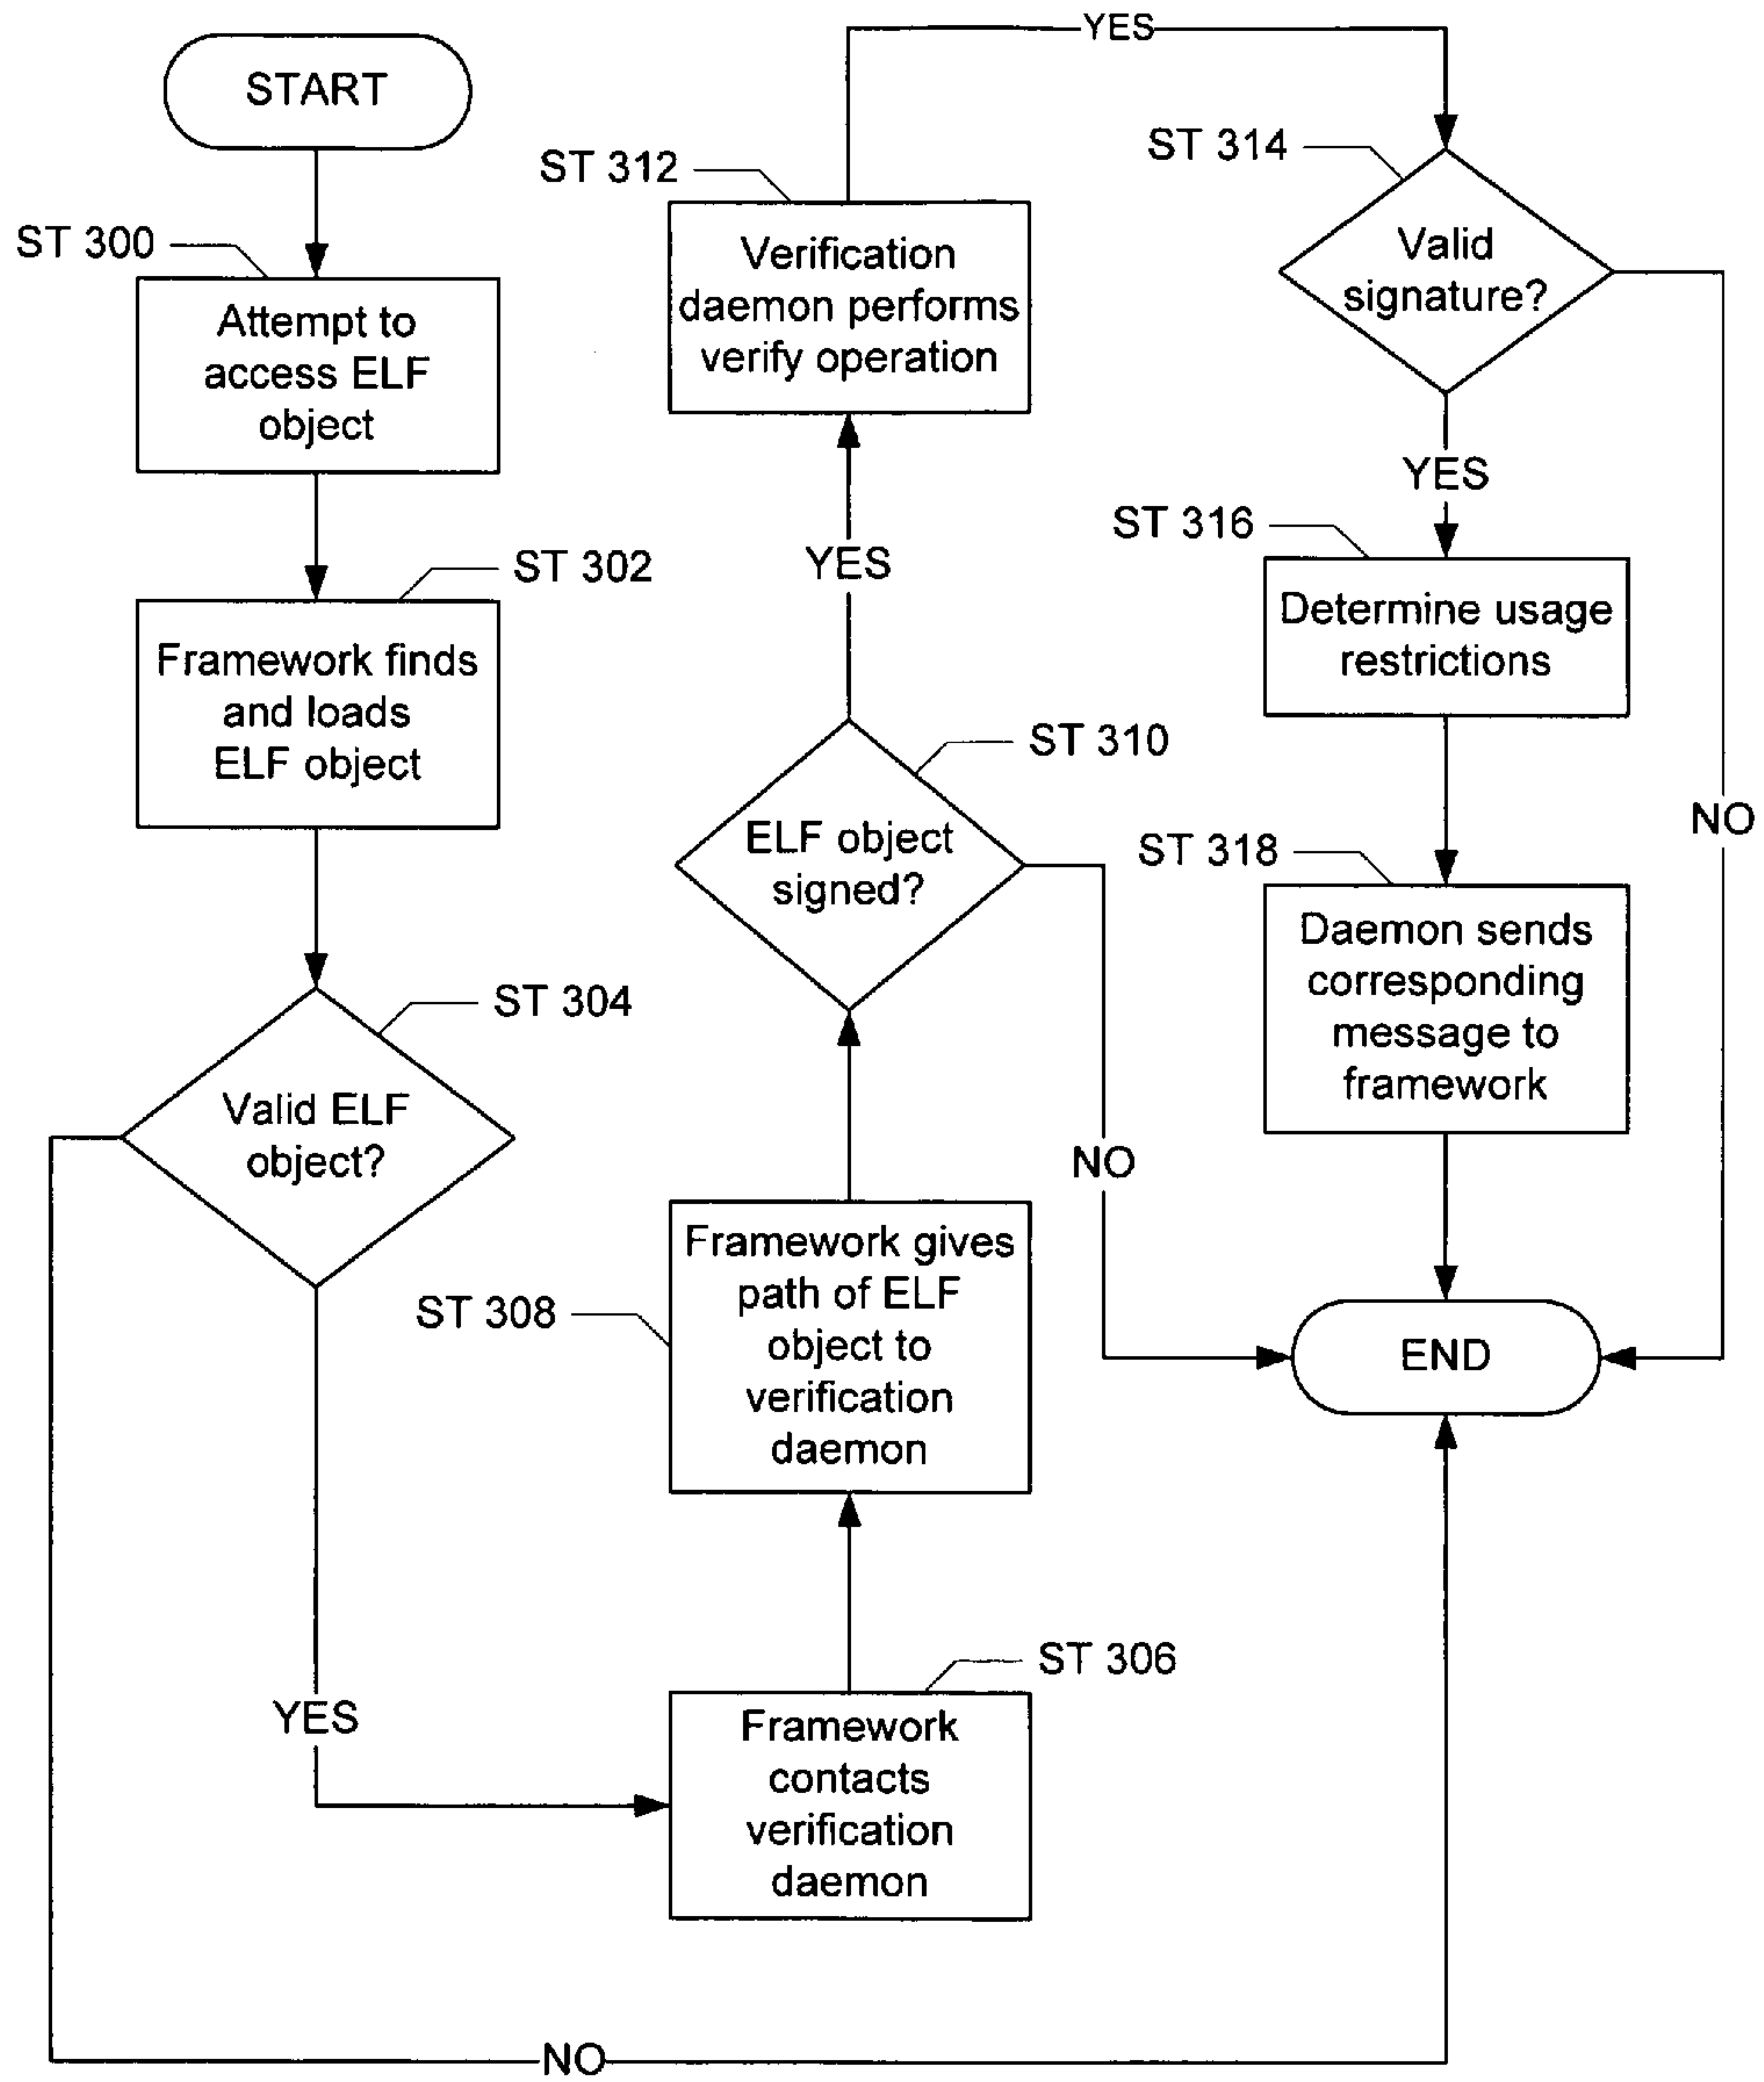 START
ST 300
Attempt to
access ELF
object
ST 302
Framework finds
and loads
ELF object
ST 304
Valid ELF
object?
YES
NO
ST 306
Framework
contacts
verification
daemon
ST 308
Framework gives
path of ELF
object to
verification
daemon
ST 310
ELF object
signed?
YES
NO
ST 312
Verification
daemon performs
verify operation
YES
ST 314
Valid
signature?
YES
NO
ST 316
Determine usage
restrictions
ST 318
Daemon sends
corresponding
message to
framework
END